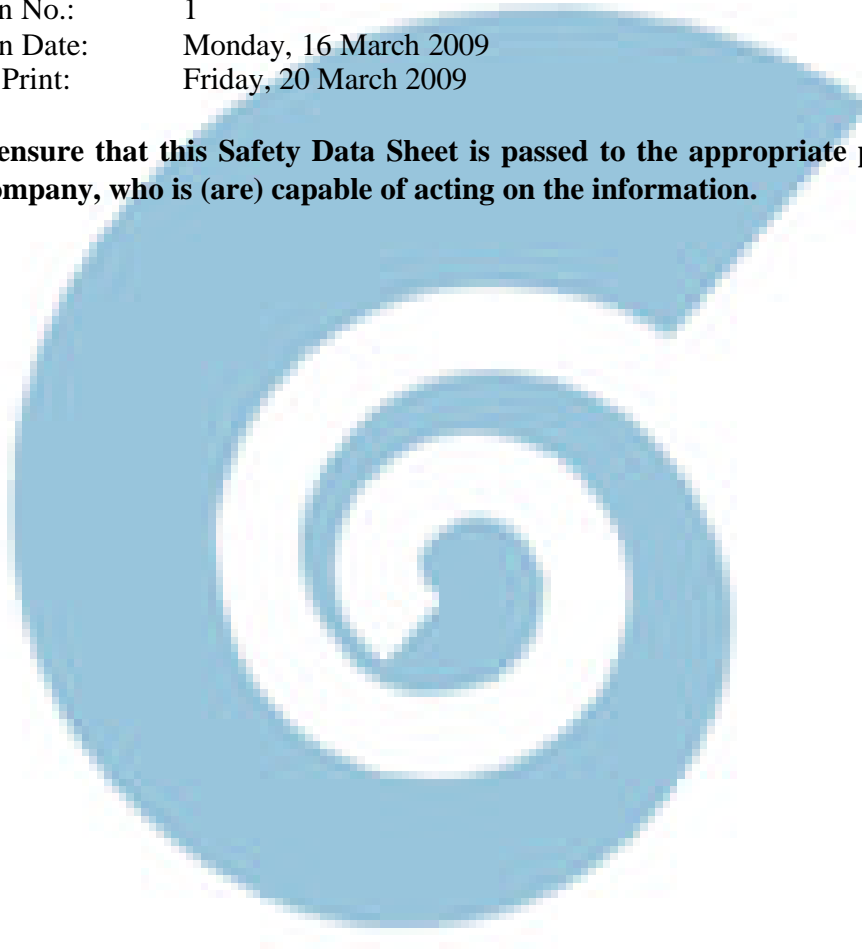 n No.: 1
n Date: Monday, 16 March 2009
Print: Friday, 20 March 2009
ensure that this Safety Data Sheet is passed to the appropriate p
ompany, who is (are) capable of acting on the information.